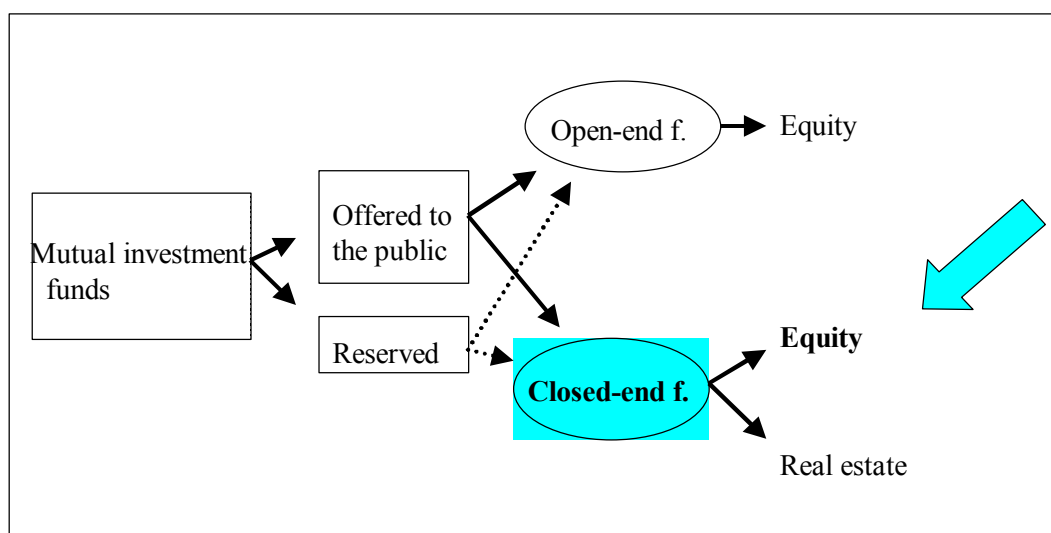 Mutual investment
funds
Offered to
the public
Reserved
Open-end f.
Closed-end f.
Equity
Equity
Real estate